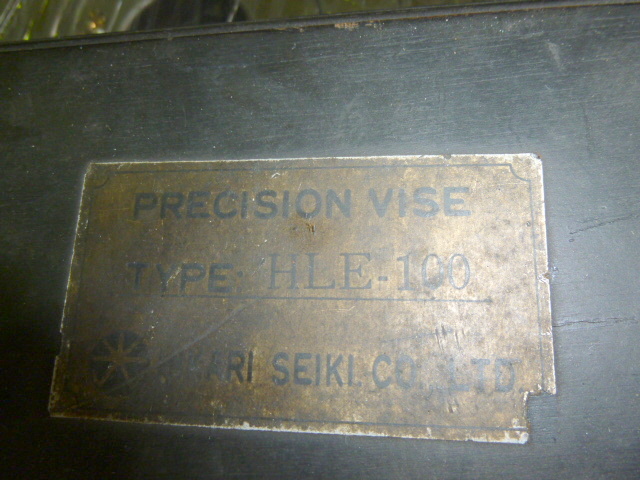 PRECISION VISE
TYPE: HLE-100
SEIKI CO., LTD